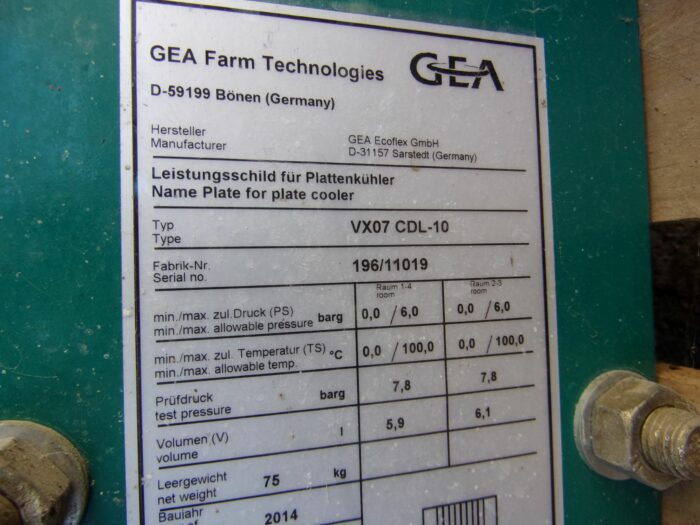 GEA Farm Technologies
GEA
D-59199 Bönen (Germany)
Hersteller
Manufacturer
GEA Ecoflex GmbH
D-31157 Sarstedt (Germany)
Leistungsschild für Plattenkühler
Name Plate for plate cooler
Typ
Type
VX07 CDL-10
Fabrik-Nr.
Serial no.
196/11019
Raum 1-4
room
Raum 2-3
room
min./max. zul.Druck (PS)
min./max. allowable pressure barg 0,0 / 6,0 0,0 / 6,0
min./max. zul. Temperatur (TS) °C 0,0 / 100,0 0,0 / 100,0
min./max. allowable temp.
Prüfdruck
test pressure barg 7,8 7,8
Volumen (V)
volume l 5,9 6,1
Leergewicht
net weight 75 kg
Baujahr 2014